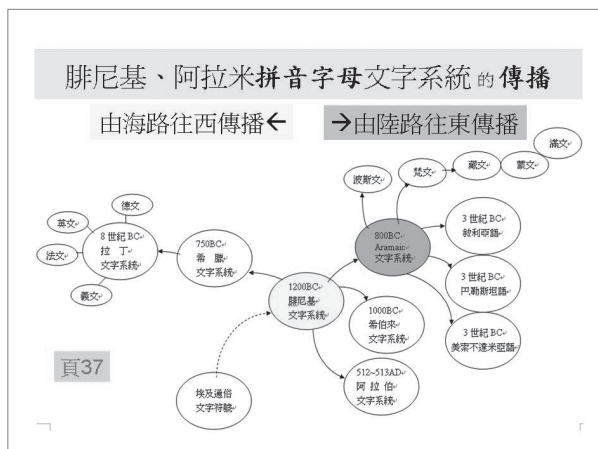 腓尼基、阿拉米拼音字母文字系統的傳播
由海路往西傳播←
→由陸路往東傳播
滿文
波斯文
梵文
藏文
蒙文
德文
英文
8世紀BC
拉 丁
文字系統
法文
義文
750BC
希 臘
文字系統
800BC
Aramaic
文字系統
3世紀BC
敘利亞語
3世紀BC
巴勒斯坦語
3世紀BC
美索不達米亞語
1200BC
腓尼基
文字系統
1000BC
希伯來
文字系統
512~513AD
阿 拉 伯
文字系統
埃及通俗
文字符號
頁37